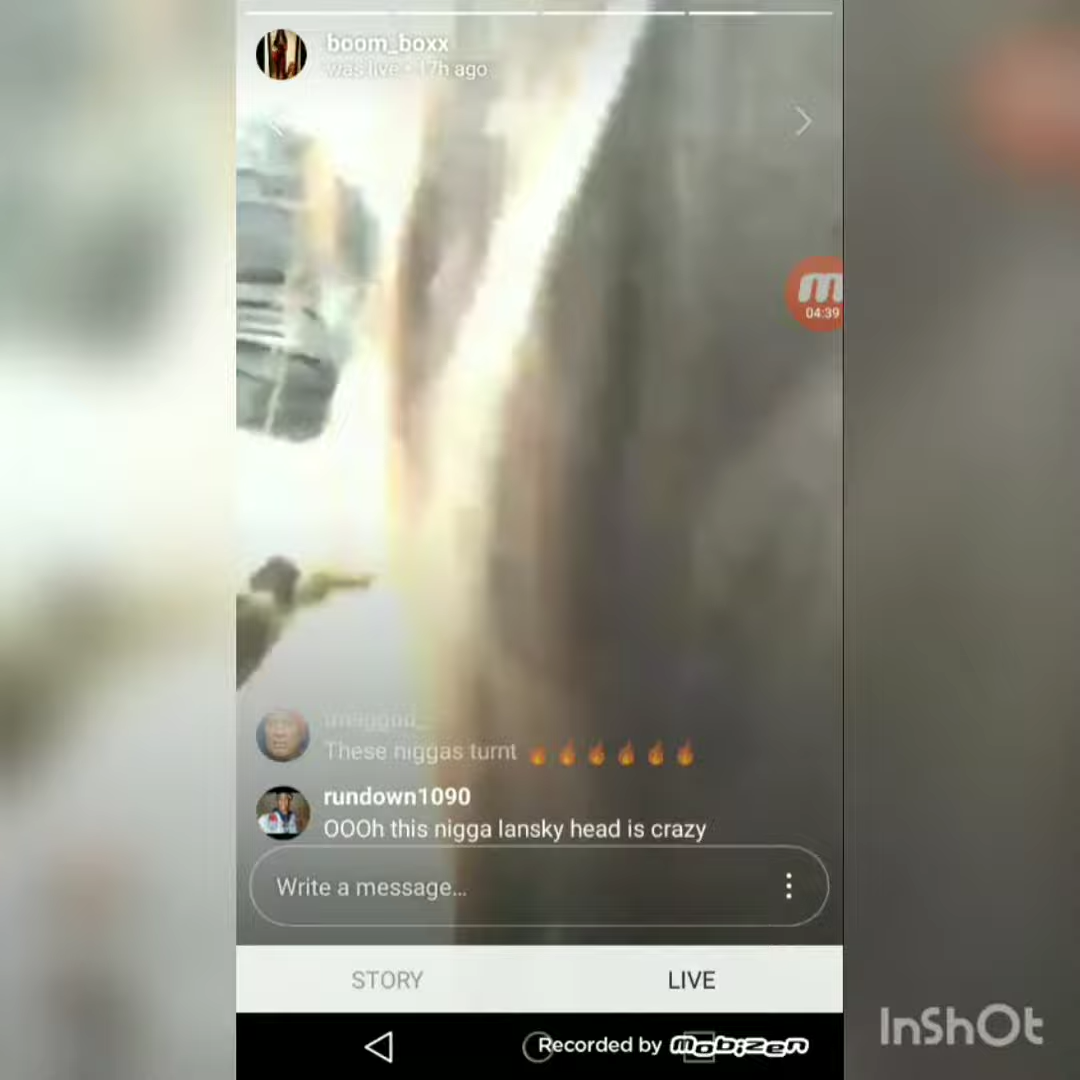 boom_boxx
was live • 17h ago
04:39
These niggas turnt 🔥🔥🔥🔥🔥🔥
rundown1090
OOOh this nigga lansky head is crazy
Write a message...
STORY LIVE
Recorded by mobizen
InShOt